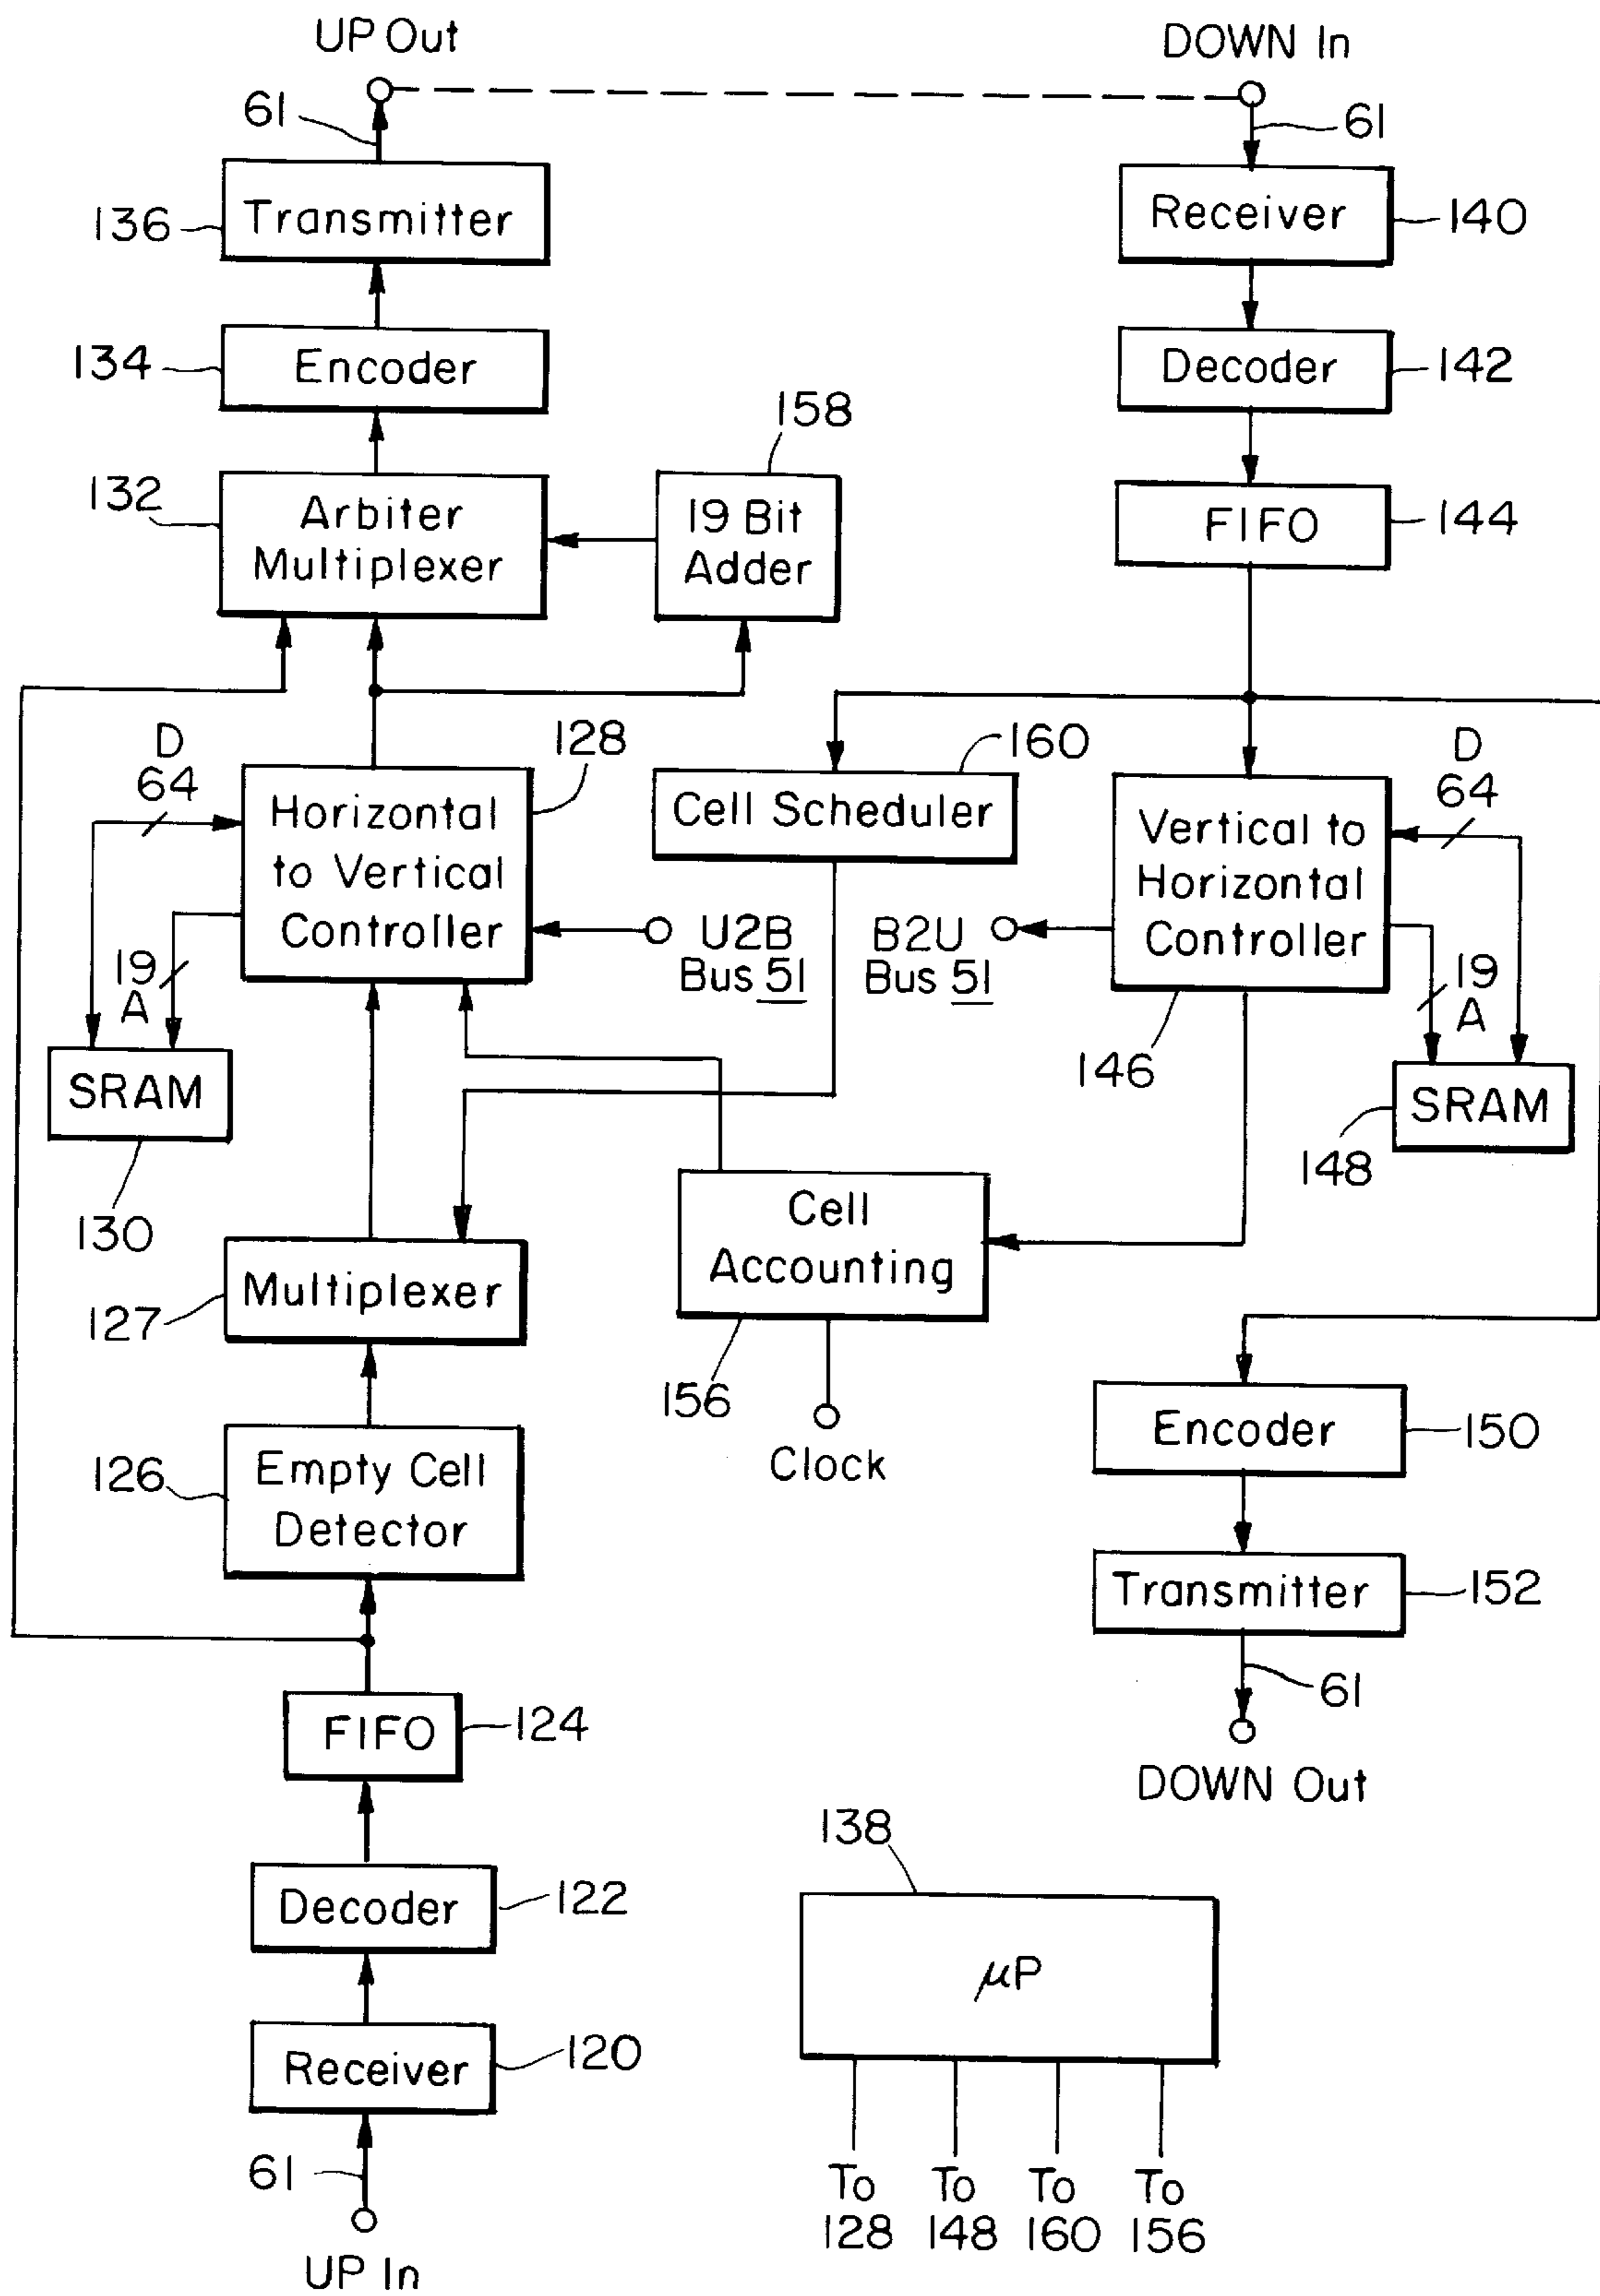 UP Out
DOWN In
61
61
136
Transmitter
Receiver
140
134
Encoder
Decoder
142
158
132
Arbiter
Multiplexer
19 Bit
Adder
FIFO
144
D
64
128
160
D
64
Horizontal
to Vertical
Controller
Cell Scheduler
Vertical to
Horizontal
Controller
U2B
Bus 51
B2U
Bus 51
19
A
19
A
SRAM
130
146
SRAM
148
Cell
Accounting
127
Multiplexer
156
Clock
Encoder
150
126
Empty Cell
Detector
Transmitter
152
61
FIFO
124
DOWN Out
138
Decoder
122
μP
Receiver
120
61
To
128
To
148
To
160
To
156
UP In